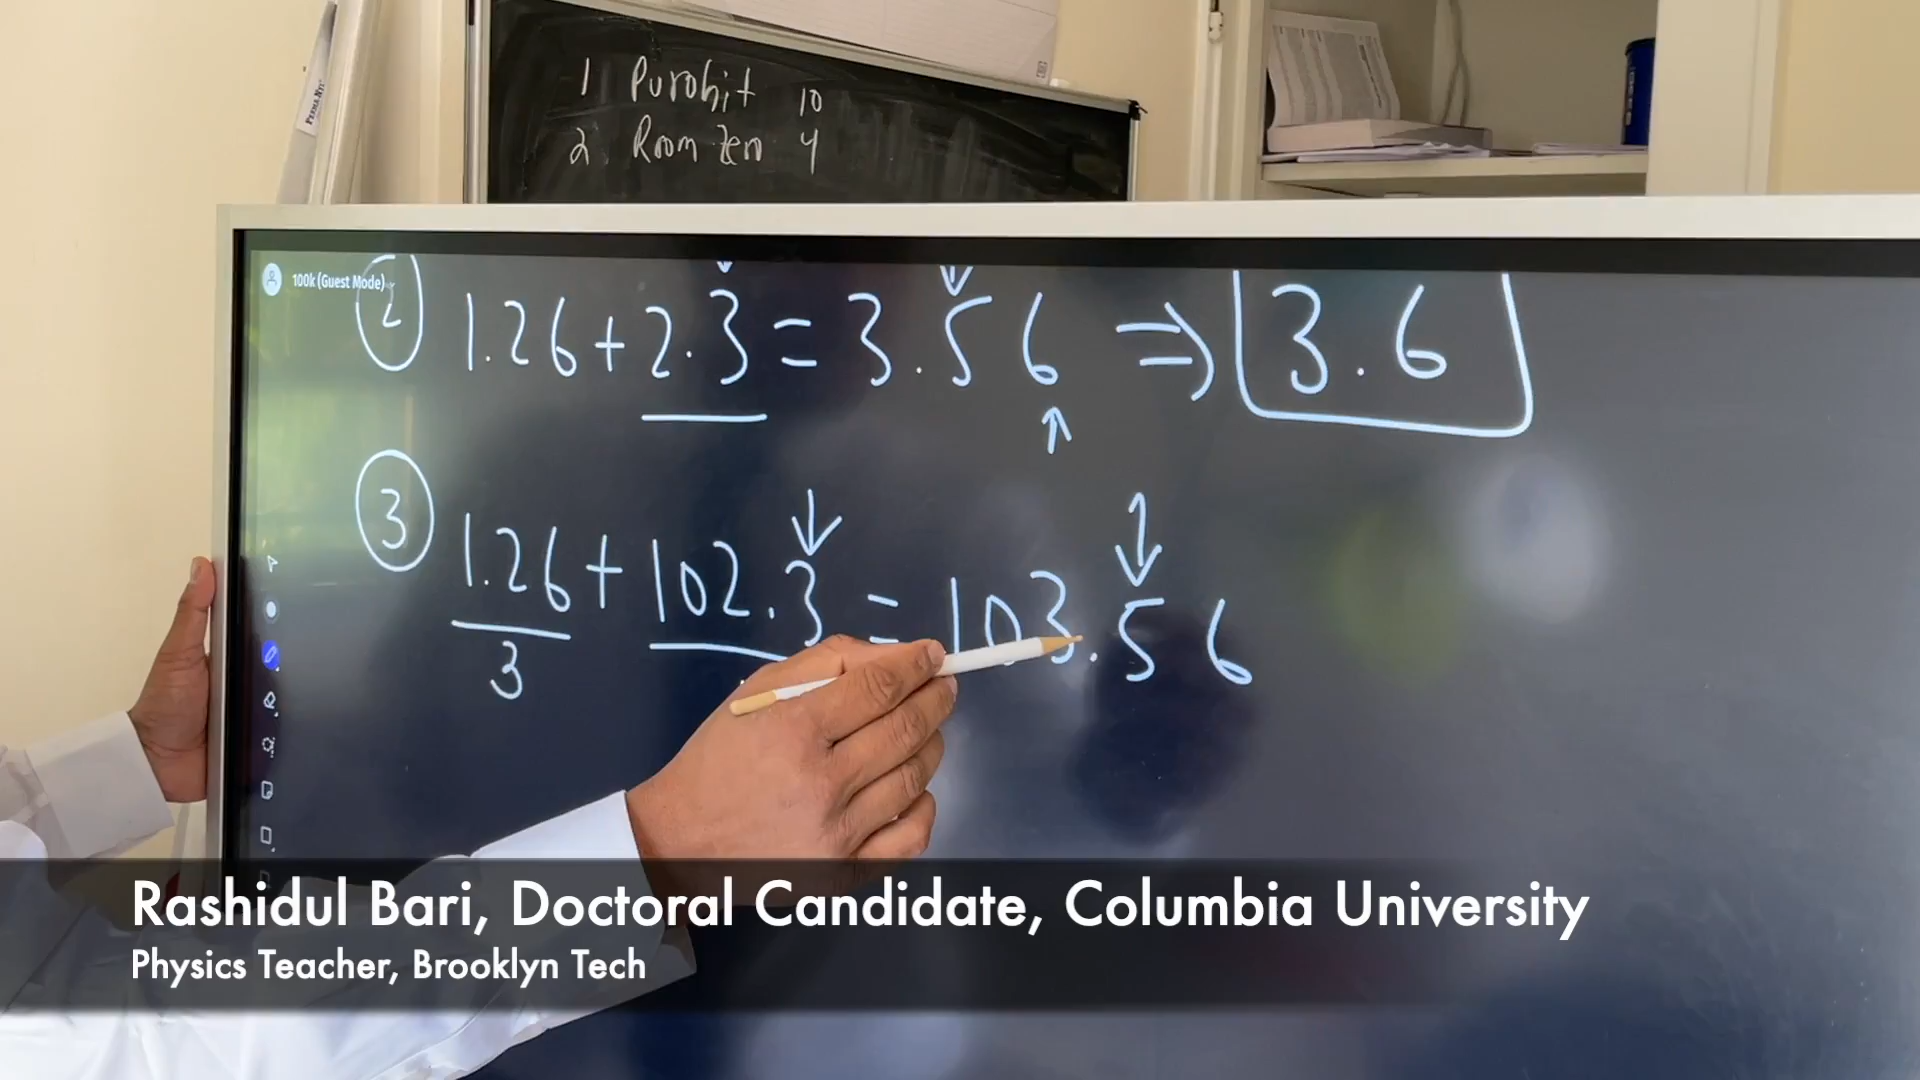 1 Purohit 10
2 Room Zero 4
100k (Guest Mode)
2 1.26 + 2.3 = 3.56 ⇒ 3.6
3 1.26 + 102.3 = 103.56
3
Rashidul Bari, Doctoral Candidate, Columbia University
Physics Teacher, Brooklyn Tech